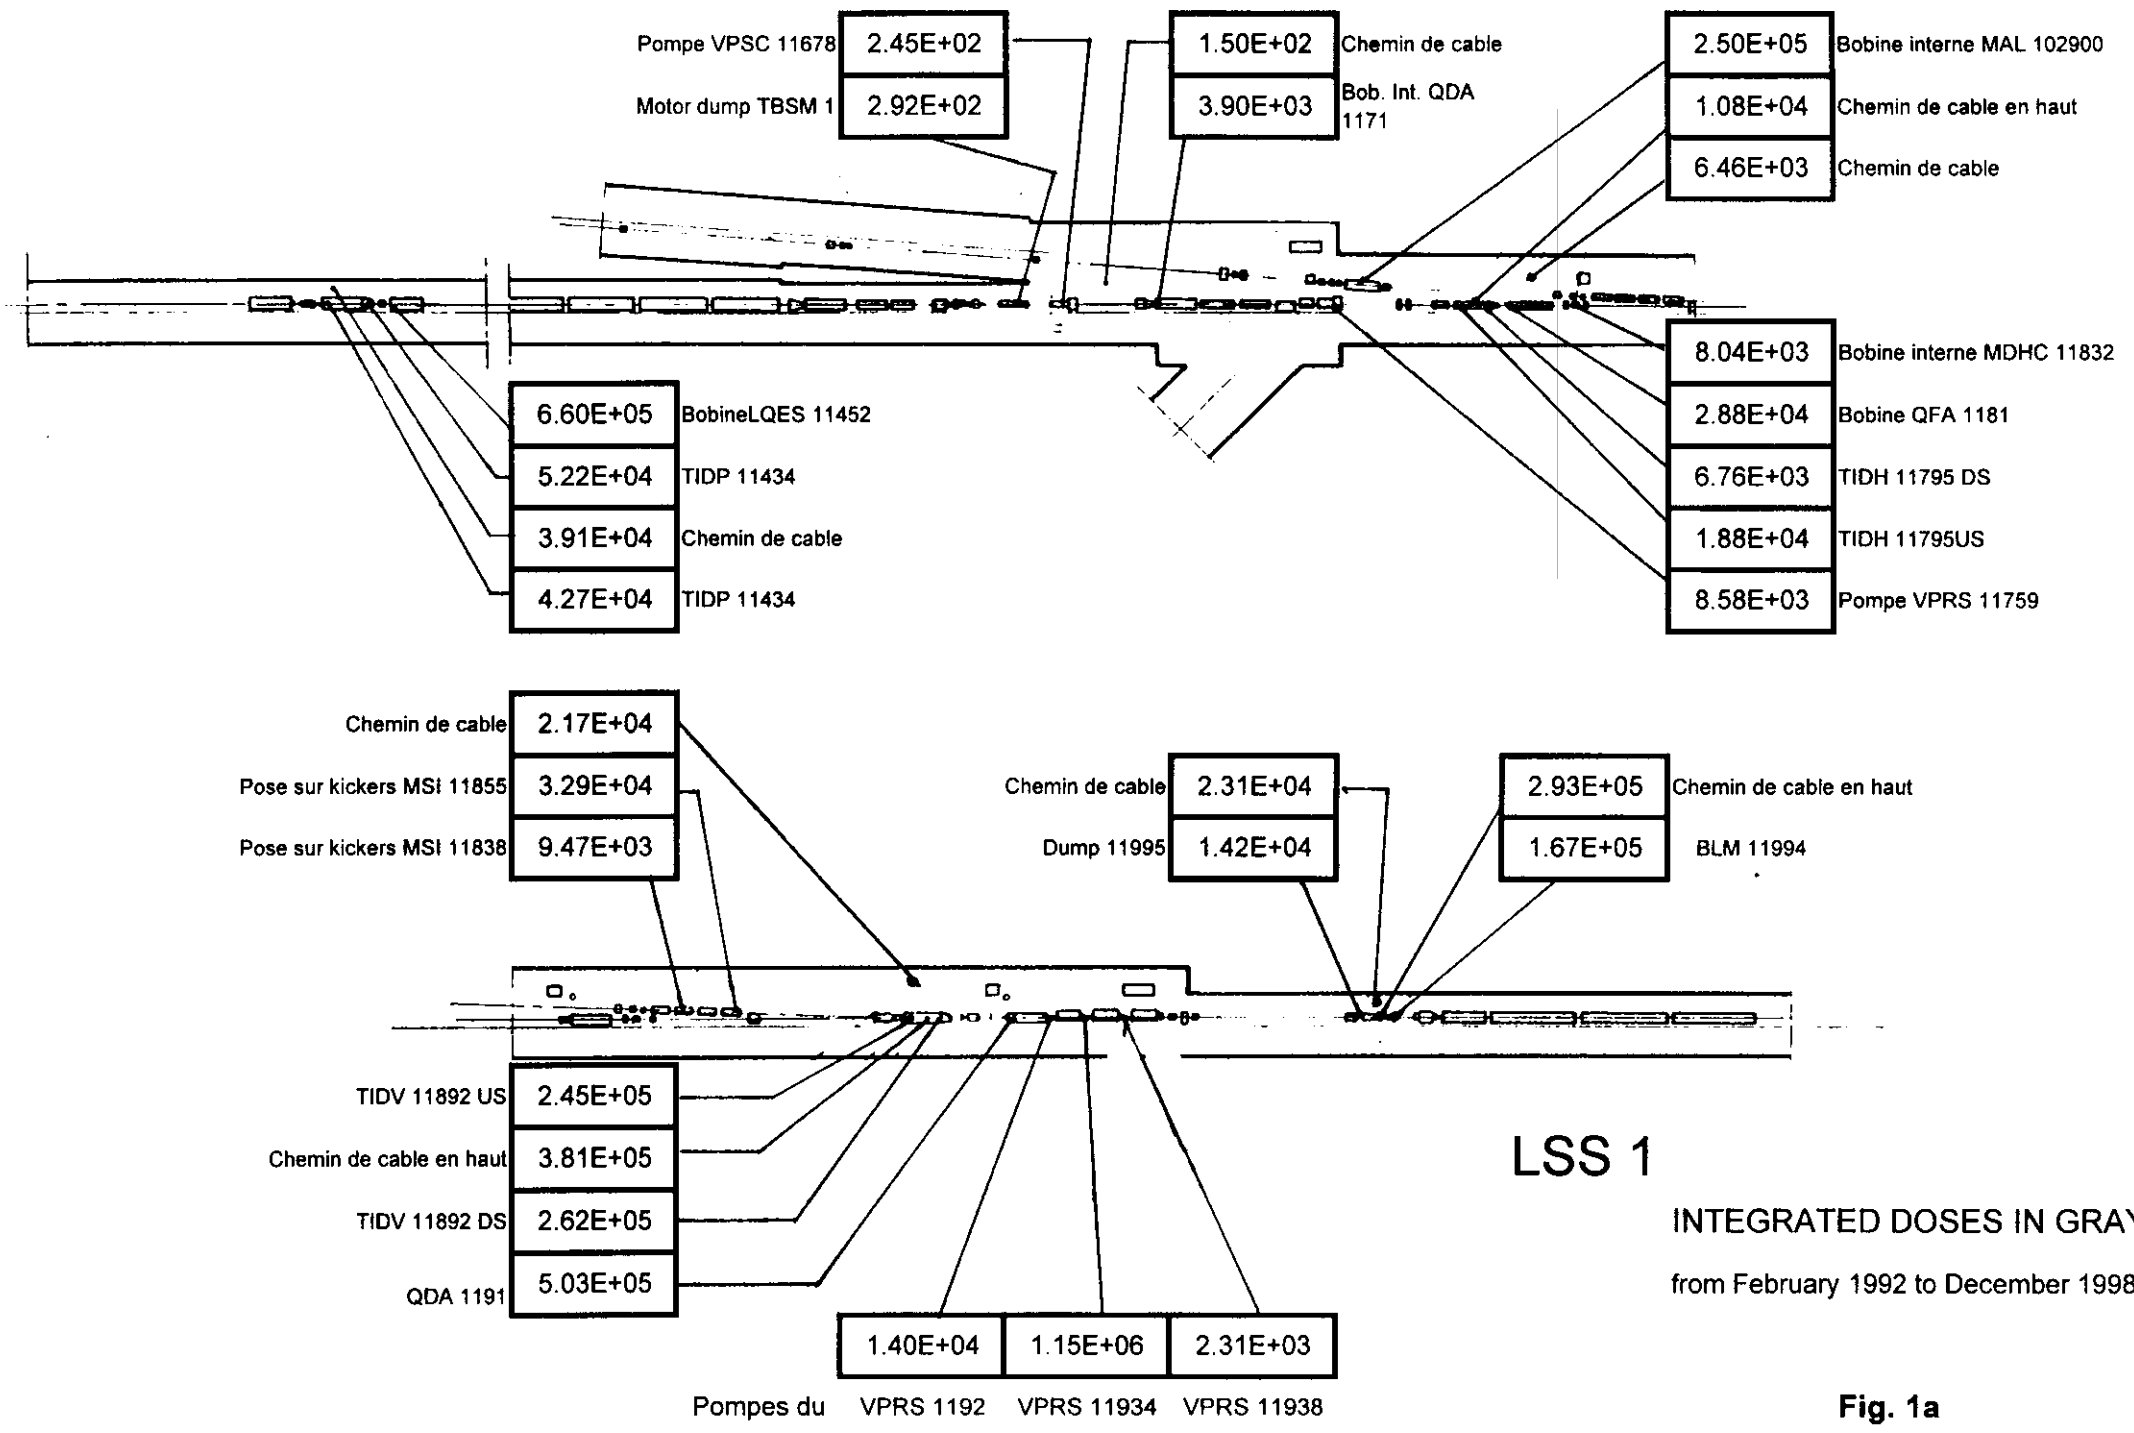 Pompe VPSC 11678 2.45E+02
Motor dump TBSM 1 2.92E+02
1.50E+02 Chemin de cable
3.90E+03 Bob. Int. QDA
1171
2.50E+05 Bobine interne MAL 102900
1.08E+04 Chemin de cable en haut
6.46E+03 Chemin de cable
6.60E+05 BobineLQES 11452
5.22E+04 TIDP 11434
3.91E+04 Chemin de cable
4.27E+04 TIDP 11434
8.04E+03 Bobine interne MDHC 11832
2.88E+04 Bobine QFA 1181
6.76E+03 TIDH 11795 DS
1.88E+04 TIDH 11795US
8.58E+03 Pompe VPRS 11759
Chemin de cable 2.17E+04
Pose sur kickers MSI 11855 3.29E+04
Pose sur kickers MSI 11838 9.47E+03
Chemin de cable 2.31E+04
Dump 11995 1.42E+04
2.93E+05 Chemin de cable en haut
1.67E+05 BLM 11994
TIDV 11892 US 2.45E+05
Chemin de cable en haut 3.81E+05
TIDV 11892 DS 2.62E+05
QDA 1191 5.03E+05
1.40E+04 1.15E+06 2.31E+03
Pompes du VPRS 1192 VPRS 11934 VPRS 11938
LSS 1
INTEGRATED DOSES IN GRAY
from February 1992 to December 1998
Fig. 1a